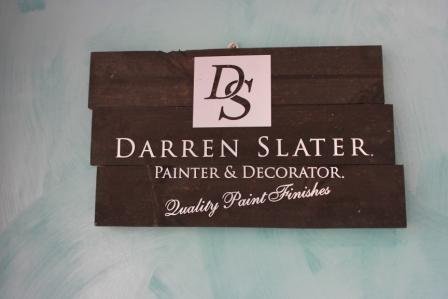 DS
DARREN SLATER.
PAINTER & DECORATOR.
Quality Paint Finishes